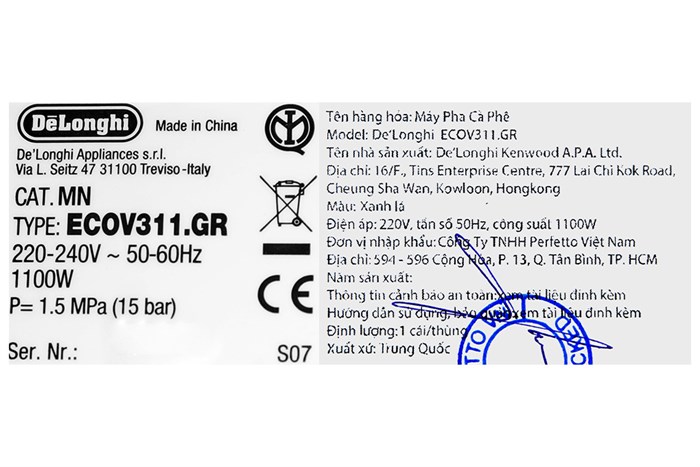 DeLonghi
Made in China
De'Longhi Appliances s.r.l.
Via L. Seitz 47 31100 Treviso-Italy
CAT. MN
TYPE: ECOV311.GR
220-240V ~ 50-60Hz
1100W
P= 1.5 MPa (15 bar)
CE
Ser. Nr.:
S07
Tên hàng hóa: Máy Pha Cà Phê
Model: De'Longhi ECOV311.GR
Tên nhà sản xuất: De'Longhi Kenwood A.P.A. Ltd.
Địa chỉ: 16/F., Tins Enterprise Centre, 777 Lai Chi Kok Road,
Cheung Sha Wan, Kowloon, Hongkong
Màu: Xanh lá
Điện áp: 220V, tần số 50Hz, công suất 1100W
Đơn vị nhập khẩu: Công Ty TNHH Perfetto Việt Nam
Địa chỉ: 594 - 596 Cộng Hòa, P. 13, Q. Tân Bình, TP. HCM
Năm sản xuất:
Thông tin cảnh báo an toàn:xem tài liệu đính kèm
Hướng dẫn sử dụng, bảo quản:xem tài liệu đính kèm
Định lượng: 1 cái/thùng
Xuất xứ: Trung Quốc